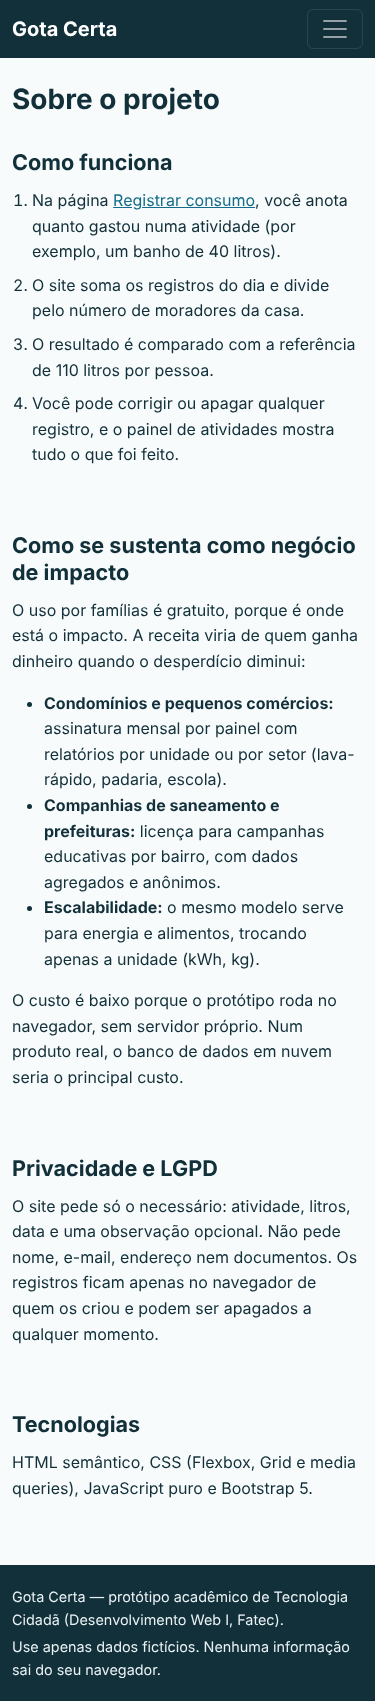 Gota Certa
Sobre o projeto
Como funciona
1. Na página Registrar consumo, você anota
quanto gastou numa atividade (por
exemplo, um banho de 40 litros).
2. O site soma os registros do dia e divide
pelo número de moradores da casa.
3. O resultado é comparado com a referência
de 110 litros por pessoa.
4. Você pode corrigir ou apagar qualquer
registro, e o painel de atividades mostra
tudo o que foi feito.
Como se sustenta como negócio
de impacto
O uso por famílias é gratuito, porque é onde
está o impacto. A receita viria de quem ganha
dinheiro quando o desperdício diminui:
• Condomínios e pequenos comércios:
assinatura mensal por painel com
relatórios por unidade ou por setor (lava-
rápido, padaria, escola).
• Companhias de saneamento e
prefeituras: licença para campanhas
educativas por bairro, com dados
agregados e anônimos.
• Escalabilidade: o mesmo modelo serve
para energia e alimentos, trocando
apenas a unidade (kWh, kg).
O custo é baixo porque o protótipo roda no
navegador, sem servidor próprio. Num
produto real, o banco de dados em nuvem
seria o principal custo.
Privacidade e LGPD
O site pede só o necessário: atividade, litros,
data e uma observação opcional. Não pede
nome, e-mail, endereço nem documentos. Os
registros ficam apenas no navegador de
quem os criou e podem ser apagados a
qualquer momento.
Tecnologias
HTML semântico, CSS (Flexbox, Grid e media
queries), JavaScript puro e Bootstrap 5.
Gota Certa — protótipo acadêmico de Tecnologia
Cidadã (Desenvolvimento Web I, Fatec).
Use apenas dados fictícios. Nenhuma informação
sai do seu navegador.